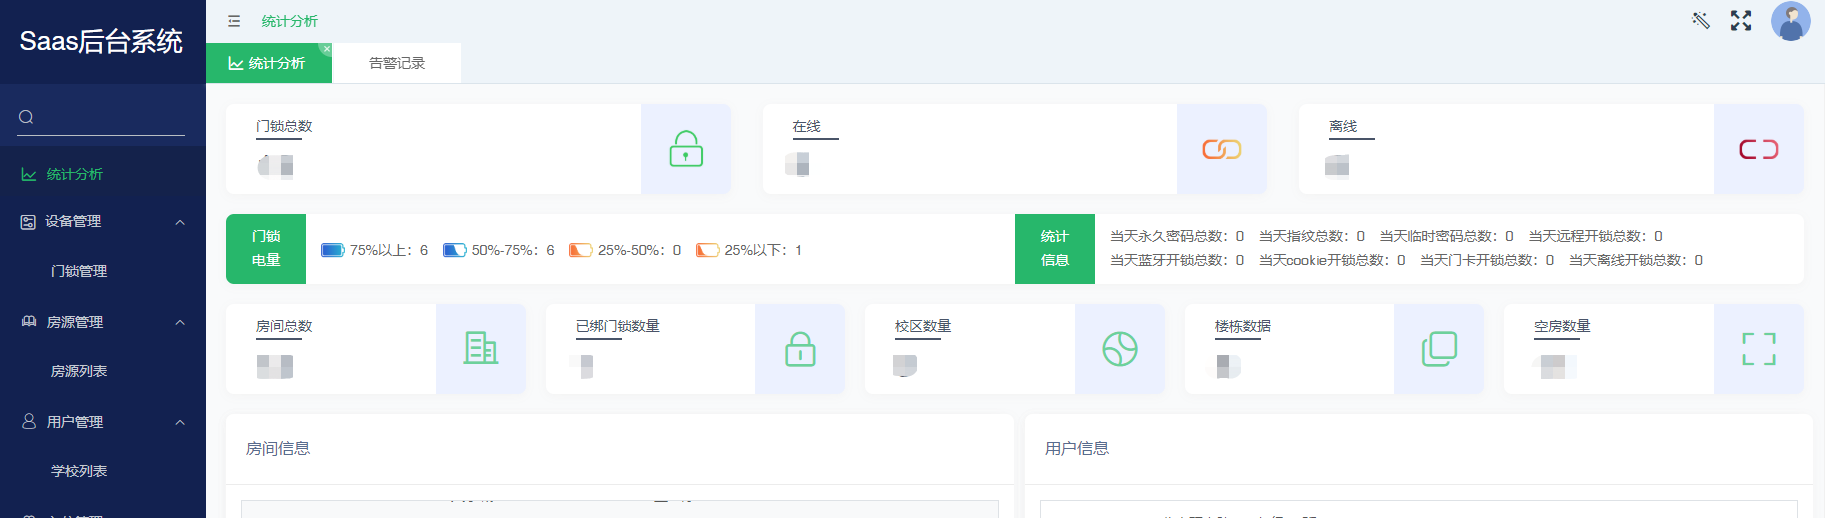 Saas后台系统
统计分析
统计分析
告警记录
统计分析
设备管理
门锁管理
房源管理
房源列表
用户管理
学校列表
门锁总数
在线
离线
门锁
电量
75%以上：6
50%-75%：6
25%-50%：0
25%以下：1
统计
信息
当天永久密码总数：0 当天指纹总数：0 当天临时密码总数：0 当天远程开锁总数：0
当天蓝牙开锁总数：0 当天cookie开锁总数：0 当天门卡开锁总数：0 当天离线开锁总数：0
房间总数
已绑门锁数量
校区数量
楼栋数据
空房数量
房间信息
用户信息